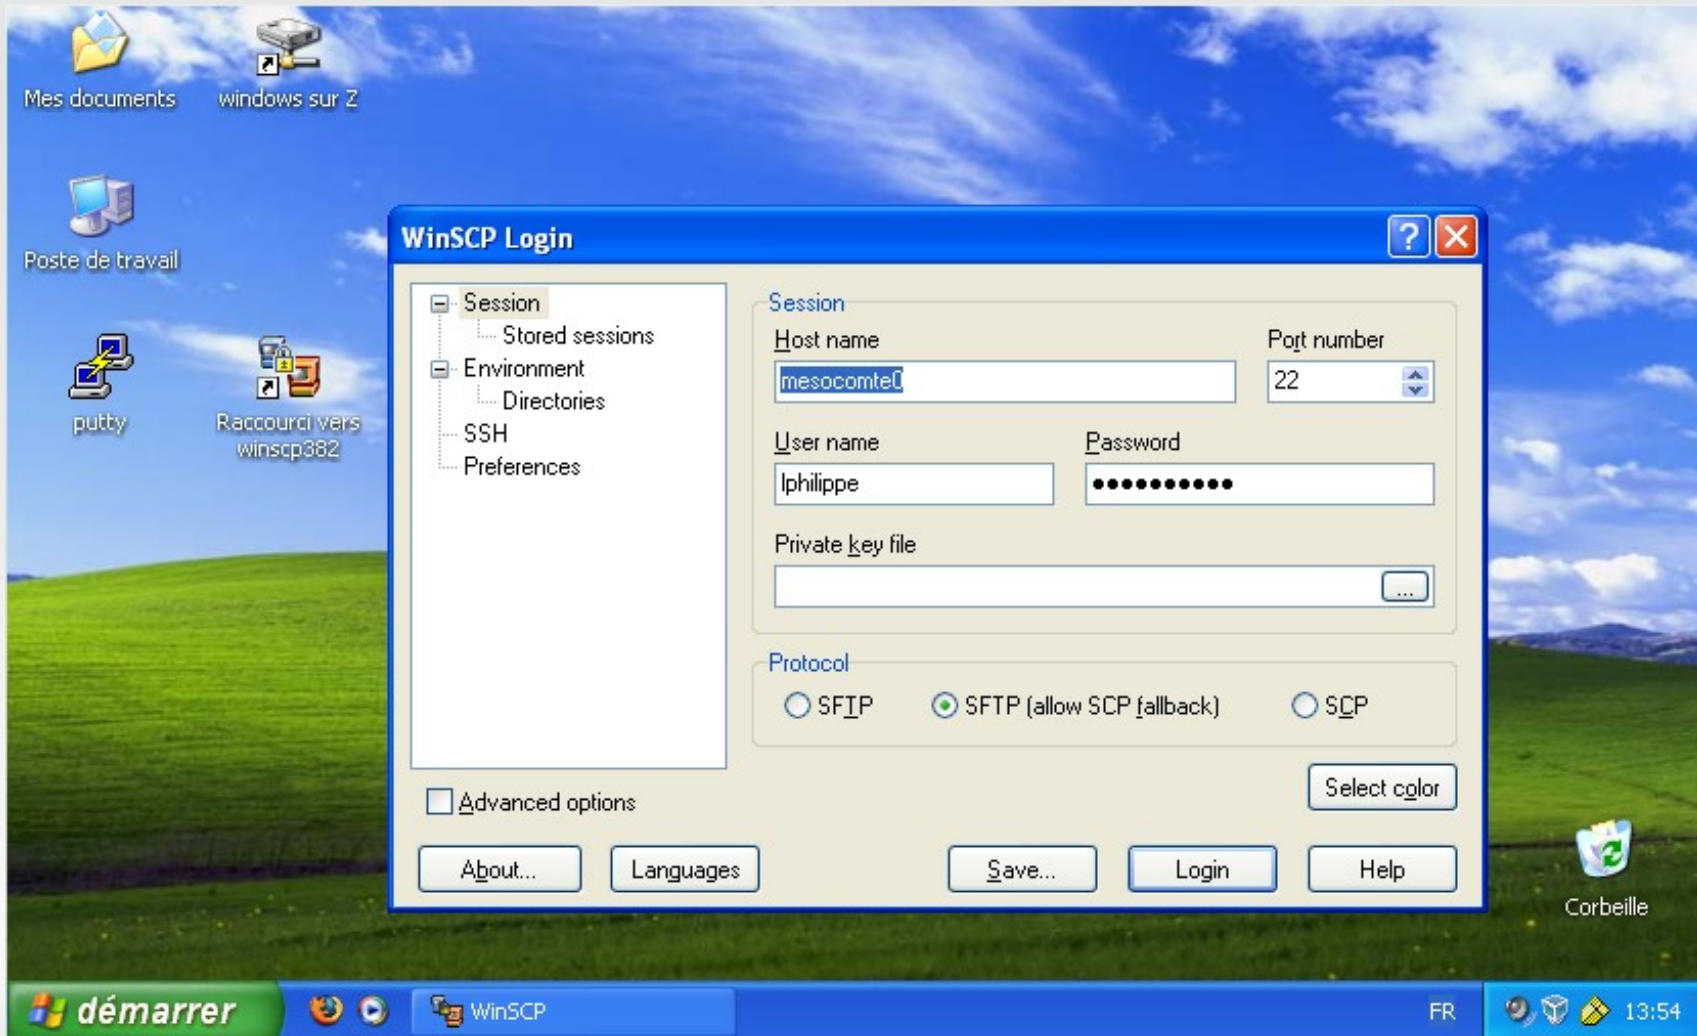 Mes documents
windows sur Z
Poste de travail
putty
Raccourci vers
winscp382
WinSCP Login
Session
Stored sessions
Environment
Directories
SSH
Preferences
Session
Host name
Port number
mesocomte0
22
User name
Password
lphilippe
●●●●●●●●●●
Private key file
...
Protocol
SFTP
SFTP (allow SCP fallback)
SCP
Select color
Advanced options
About...
Languages
Save...
Login
Help
Corbeille
démarrer
WinSCP
FR
13:54